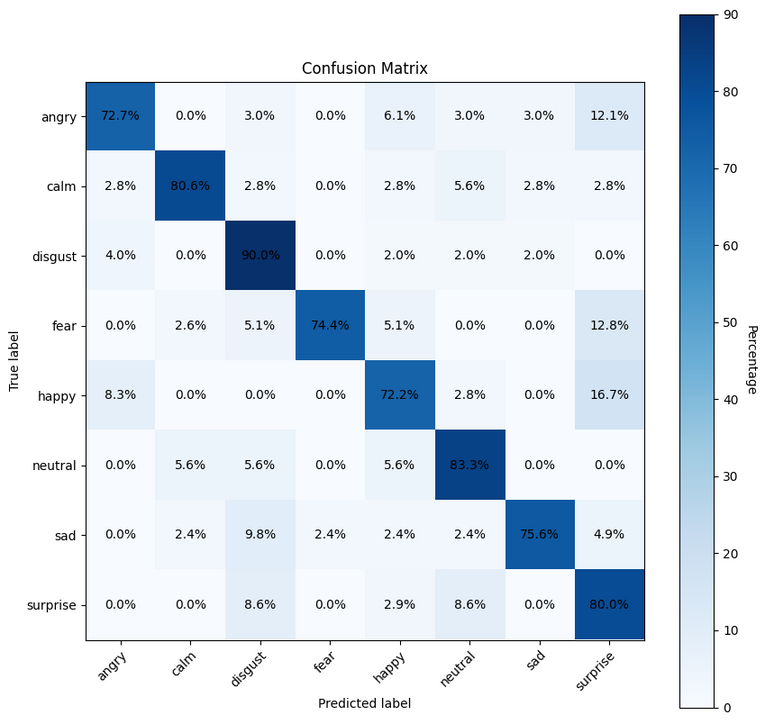 Confusion Matrix
angry 72.7% 0.0% 3.0% 0.0% 6.1% 3.0% 3.0% 12.1%
calm 2.8% 80.6% 2.8% 0.0% 2.8% 5.6% 2.8% 2.8%
disgust 4.0% 0.0% 90.0% 0.0% 2.0% 2.0% 2.0% 0.0%
fear 0.0% 2.6% 5.1% 74.4% 5.1% 0.0% 0.0% 12.8%
happy 8.3% 0.0% 0.0% 0.0% 72.2% 2.8% 0.0% 16.7%
neutral 0.0% 5.6% 5.6% 0.0% 5.6% 83.3% 0.0% 0.0%
sad 0.0% 2.4% 9.8% 2.4% 2.4% 2.4% 75.6% 4.9%
surprise 0.0% 0.0% 8.6% 0.0% 2.9% 8.6% 0.0% 80.0%
angry calm disgust fear happy neutral sad surprise
Predicted label
True label
90
80
70
60
50
40
30
20
10
0
Percentage